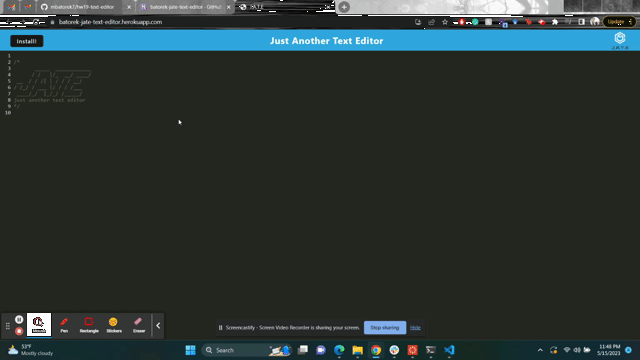 mbatorek7/hw19-text-editor
batorek-jate-text-editor - GitHub
JATE
batorek-jate-text-editor.herokuapp.com
Update
Install!
Just Another Text Editor
J.A.T.E
1
2 /*
3
4
5
6
7
8 just another text editor
9 */
10
Pen
Rectangle
Stickers
Eraser
Screencastify - Screen Video Recorder is sharing your screen.
Stop sharing
Hide
53°F
Mostly cloudy
Search
11:46 PM
5/15/2023